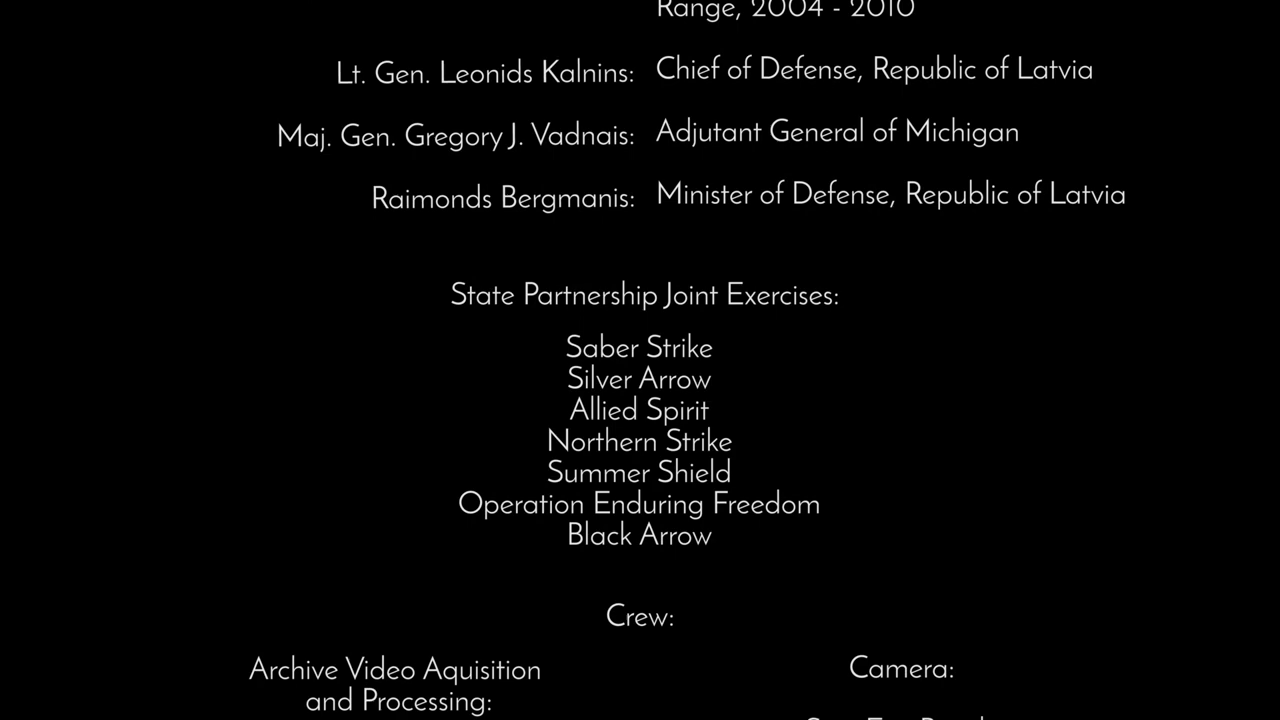 Range, 2004 - 2010
Lt. Gen. Leonids Kalnins: Chief of Defense, Republic of Latvia
Maj. Gen. Gregory J. Vadnais: Adjutant General of Michigan
Raimonds Bergmanis: Minister of Defense, Republic of Latvia
State Partnership Joint Exercises:
Saber Strike
Silver Arrow
Allied Spirit
Northern Strike
Summer Shield
Operation Enduring Freedom
Black Arrow
Crew:
Archive Video Aquisition
and Processing:
Camera: